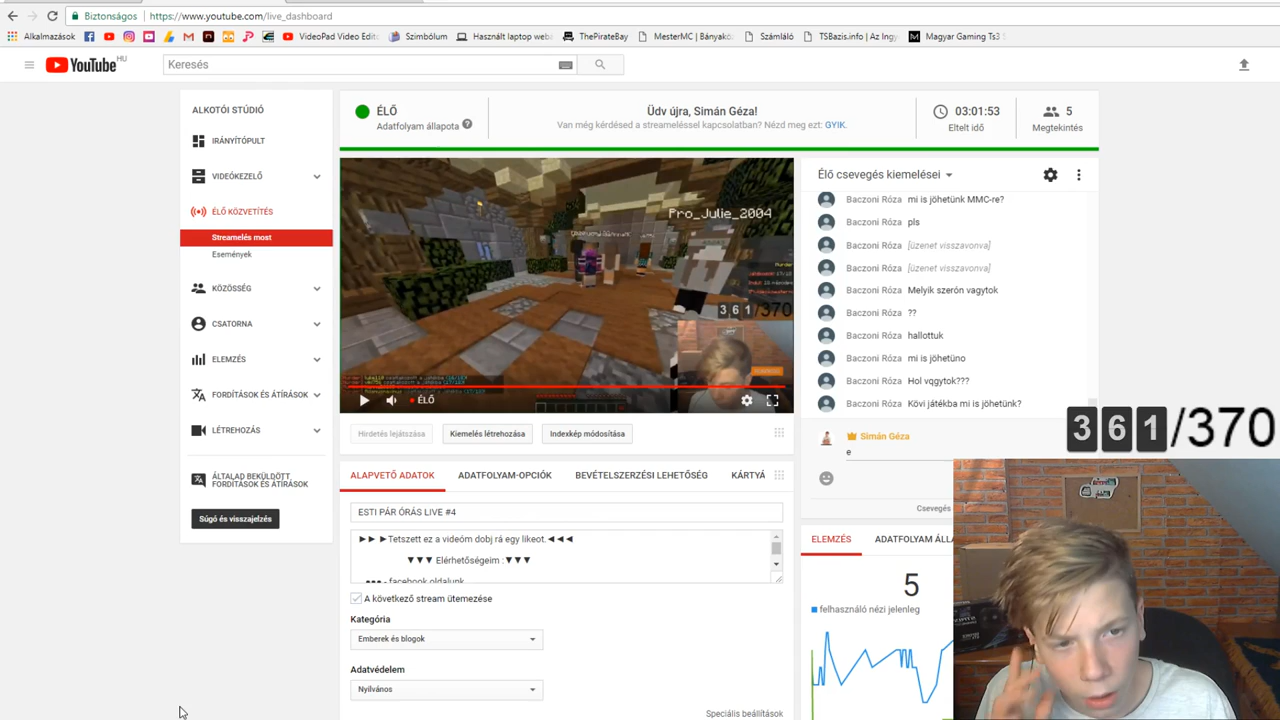 Biztonságos | https://www.youtube.com/live_dashboard
Alkalmazások
VideoPad Video Edit
Szimbólum
Használt laptop web
ThePirateBay
MesterMC | Bányakó
Számláló
TSBazis.info | Az Ingy
Magyar Gaming Ts3
YouTube HU
Keresés
ALKOTÓI STÚDIÓ
IRÁNYÍTÓPULT
VIDEÓKEZELŐ
ÉLŐ KÖZVETÍTÉS
Streamelés most
Események
KÖZÖSSÉG
CSATORNA
ELEMZÉS
FORDÍTÁSOK ÉS ÁTÍRÁSOK
LÉTREHOZÁS
ÁLTALAD BEKÜLDÖTT
FORDÍTÁSOK ÉS ÁTÍRÁSOK
Súgó és visszajelzés
ÉLŐ
Adatfolyam állapota ?
Üdv újra, Simán Géza!
Van még kérdésed a streameléssel kapcsolatban? Nézd meg ezt: GYIK.
03:01:53
Eltelt idő
5
Megtekintés
Pro_Julie_2004
361/370
ÉLŐ
Hirdetés lejátszása
Kiemelés létrehozása
Indexkép módosítása
ALAPVETŐ ADATOK
ADATFOLYAM-OPCIÓK
BEVÉTELSZERZÉSI LEHETŐSÉG
KÁRTYÁ
ESTI PÁR ÓRÁS LIVE #4
►► ►Tetszett ez a videóm dobj rá egy likeot.◄◄◄
▼▼▼ Elérhetőségeim :▼▼▼
●●● - facebook oldalunk
A következő stream ütemezése
Kategória
Emberek és blogok
Adatvédelem
Nyilvános
Speciális beállítások
Élő csevegés kiemelései
Baczoni Róza mi is jöhetünk MMC-re?
Baczoni Róza pls
Baczoni Róza [üzenet visszavonva]
Baczoni Róza [üzenet visszavonva]
Baczoni Róza Melyik szerón vagytok
Baczoni Róza ??
Baczoni Róza hallottuk
Baczoni Róza mi is jöhetüno
Baczoni Róza Hol vqgytok???
Baczoni Róza Kövi játékba mi is jöhetünk?
Simán Géza
e
Csevegés
361/370
ELEMZÉS
ADATFOLYAM ÁLLA
5
felhasználó nézi jelenleg